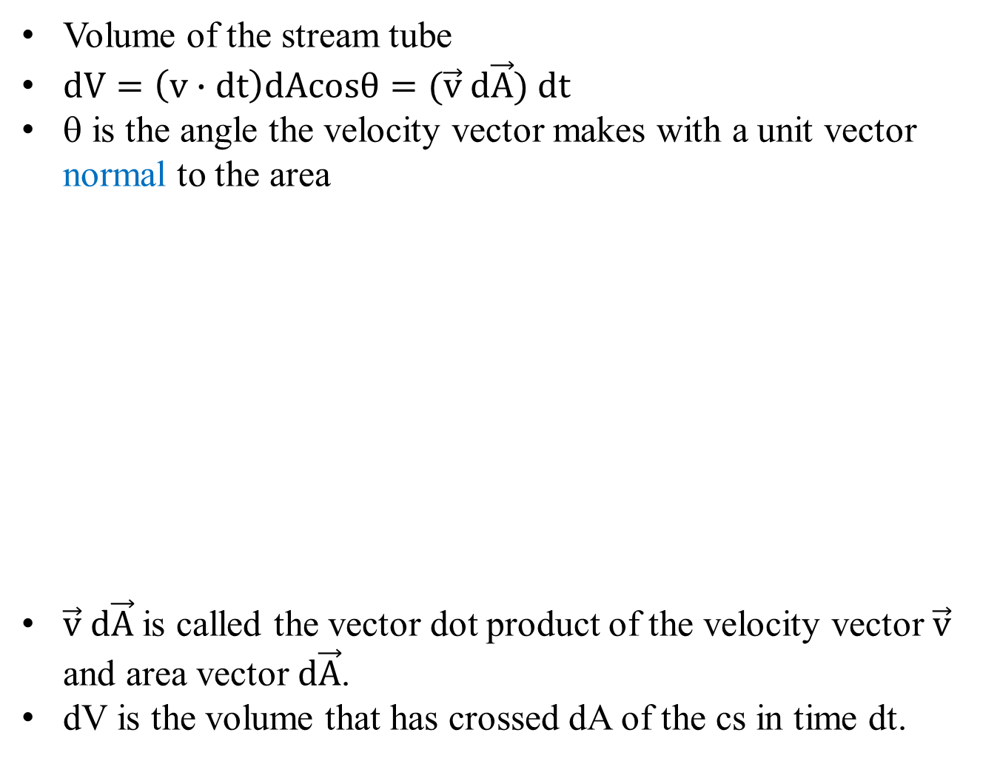 • Volume of the stream tube
• dV = (v · dt)dAcosθ = (v⃗ dA⃗) dt
• θ is the angle the velocity vector makes with a unit vector
normal to the area
• v⃗ dA⃗ is called the vector dot product of the velocity vector v⃗
and area vector dA⃗.
• dV is the volume that has crossed dA of the cs in time dt.